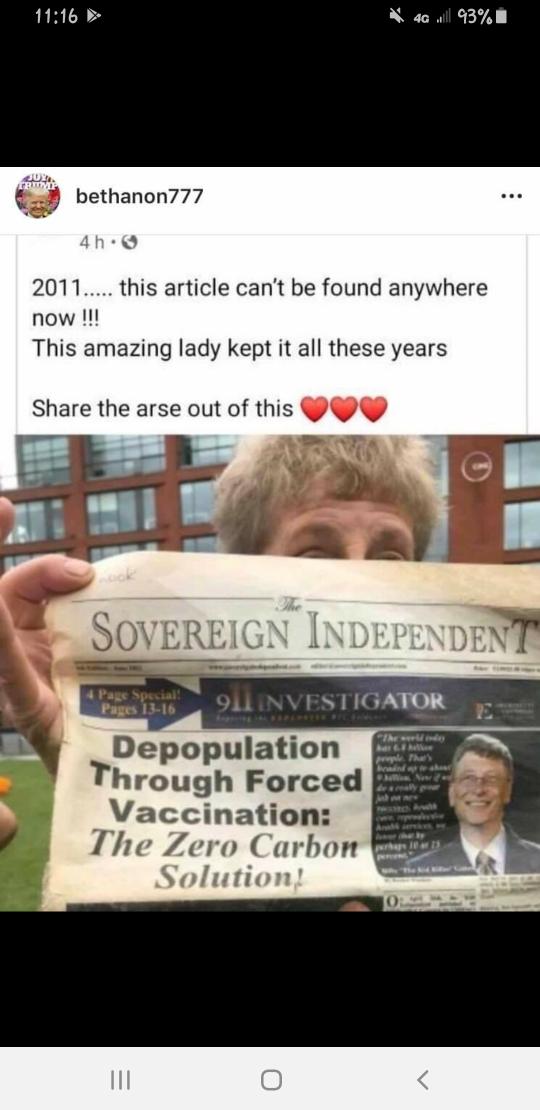 11:16
4G
93%
JOY
TRUMP
bethanon777
4 h
2011..... this article can't be found anywhere
now !!!
This amazing lady kept it all these years
Share the arse out of this
The
SOVEREIGN INDEPENDENT
4 Page Special!
Pages 13-16
911 INVESTIGATOR
Depopulation
Through Forced
Vaccination:
The Zero Carbon
Solution!
"The world today
has 6.8 billion
people. That's
headed up to about
9 billion. Now if we
do a really great
job on new
vaccines, health
care, reproductive
health services, we
lower that by
perhaps 10 or 15
percent."